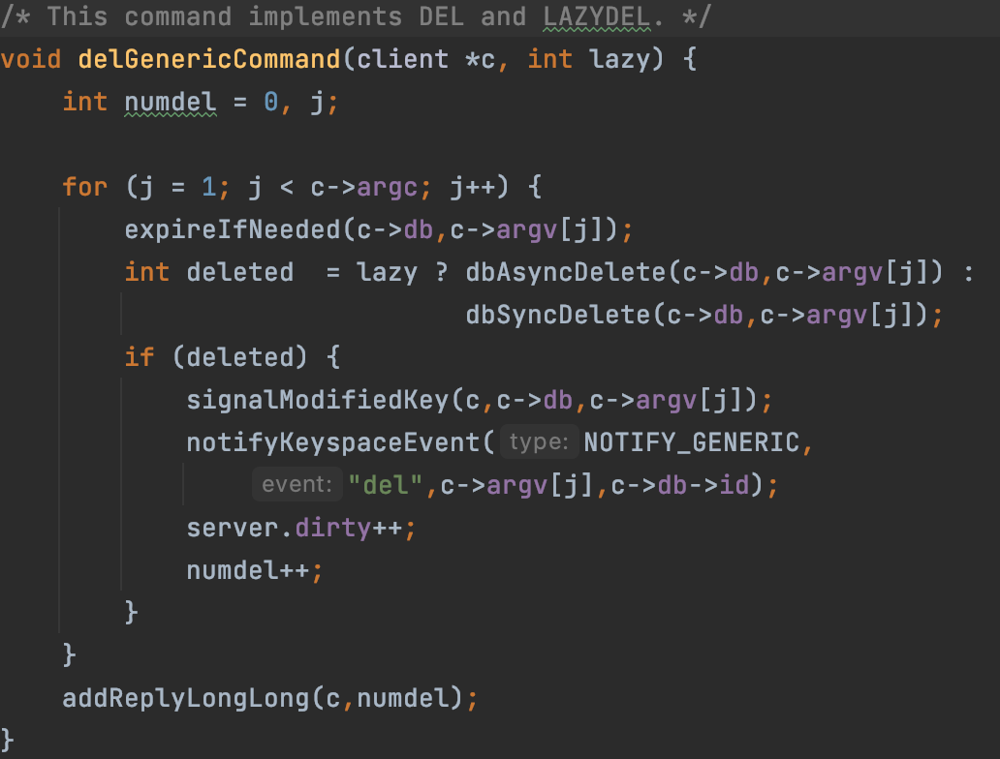 /* This command implements DEL and LAZYDEL. */
void delGenericCommand(client *c, int lazy) {
    int numdel = 0, j;

    for (j = 1; j < c->argc; j++) {
        expireIfNeeded(c->db,c->argv[j]);
        int deleted  = lazy ? dbAsyncDelete(c->db,c->argv[j]) :
                              dbSyncDelete(c->db,c->argv[j]);
        if (deleted) {
            signalModifiedKey(c,c->db,c->argv[j]);
            notifyKeyspaceEvent( type: NOTIFY_GENERIC,
                event: "del",c->argv[j],c->db->id);
            server.dirty++;
            numdel++;
        }
    }
    addReplyLongLong(c,numdel);
}